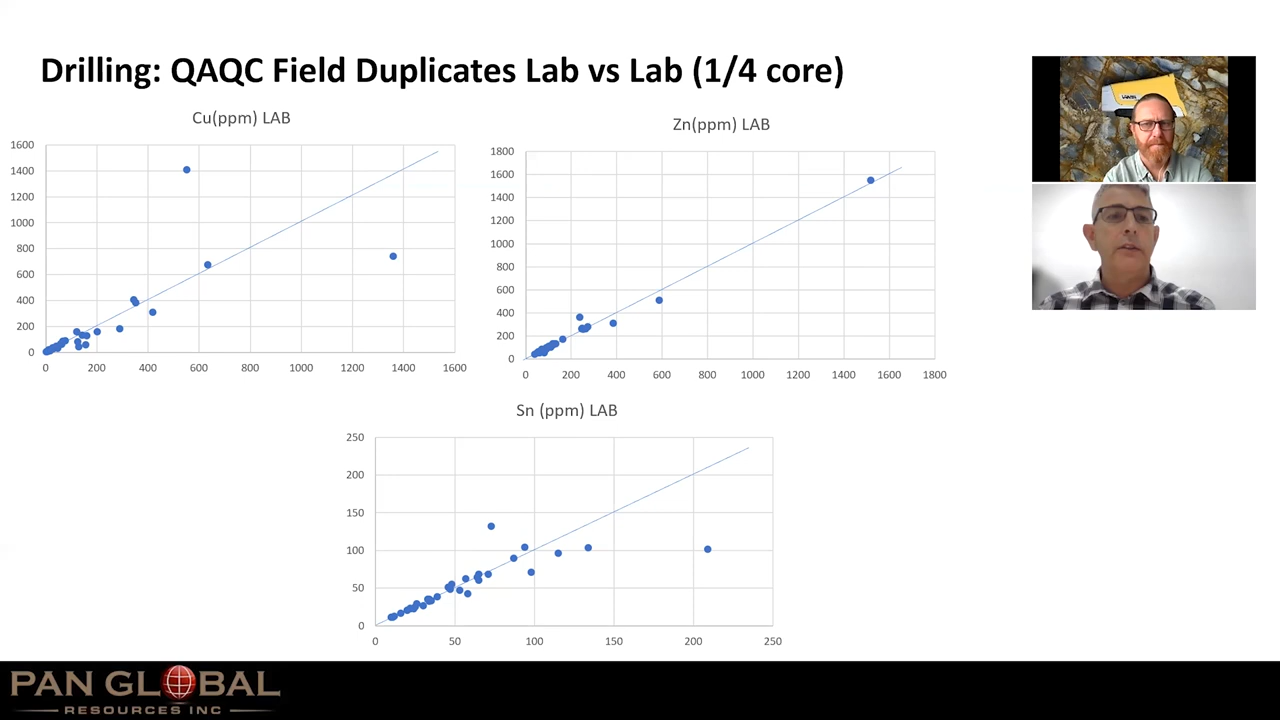 Drilling: QAQC Field Duplicates Lab vs Lab (1/4 core)
Cu(ppm) LAB
1600
1400
1200
1000
800
600
400
200
0
0 200 400 600 800 1000 1200 1400 1600
Zn(ppm) LAB
1800
1600
1400
1200
1000
800
600
400
200
0
0 200 400 600 800 1000 1200 1400 1600 1800
Sn (ppm) LAB
250
200
150
100
50
0
0 50 100 150 200 250
PAN GLOBAL
RESOURCES INC